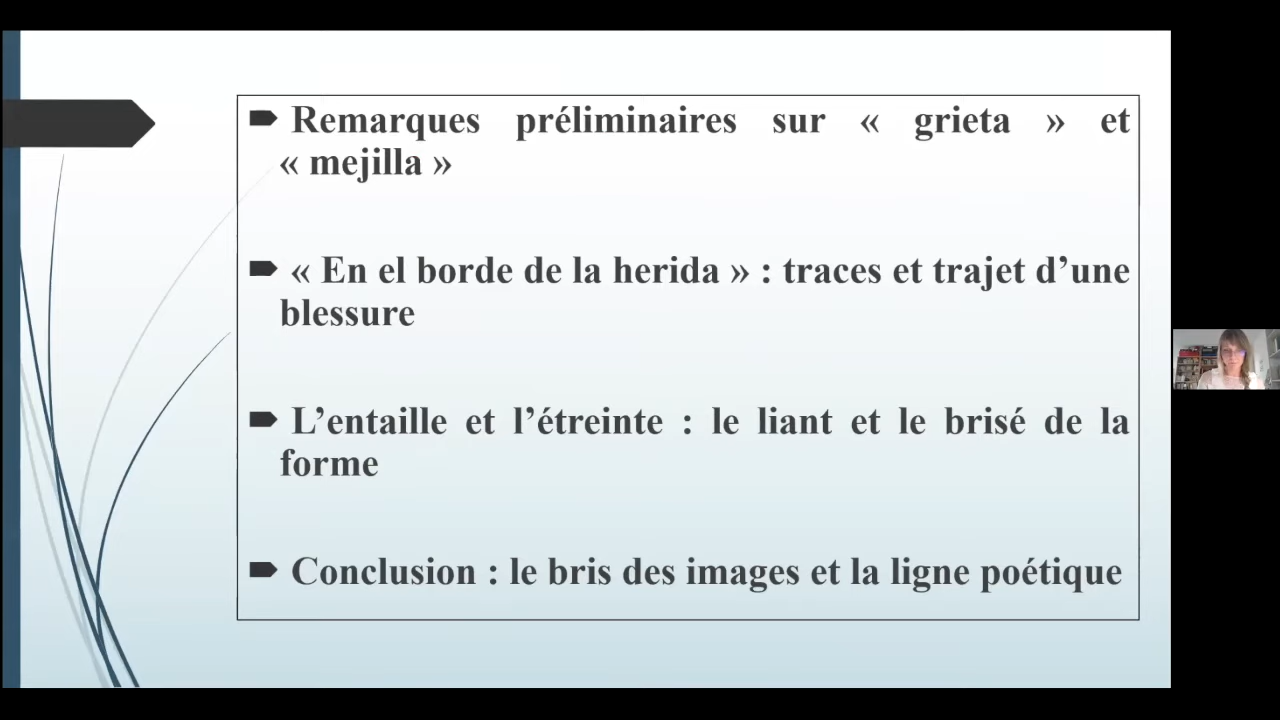 Remarques préliminaires sur « grieta » et
« mejilla »
« En el borde de la herida » : traces et trajet d’une
blessure
L’entaille et l’étreinte : le liant et le brisé de la
forme
Conclusion : le bris des images et la ligne poétique